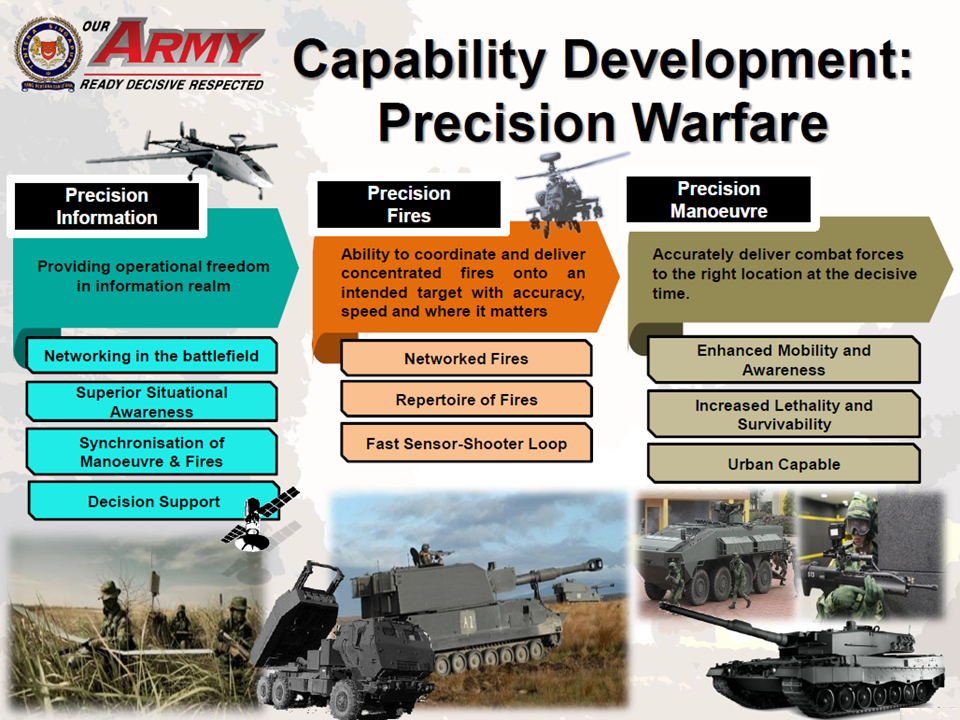 OUR
ARMY
READY DECISIVE RESPECTED
Capability Development:
Precision Warfare
Precision
Information
Providing operational freedom
in information realm
Networking in the battlefield
Superior Situational
Awareness
Synchronisation of
Manoeuvre & Fires
Decision Support
Precision
Fires
Ability to coordinate and deliver
concentrated fires onto an
intended target with accuracy,
speed and where it matters
Networked Fires
Repertoire of Fires
Fast Sensor-Shooter Loop
Precision
Manoeuvre
Accurately deliver combat forces
to the right location at the decisive
time.
Enhanced Mobility and
Awareness
Increased Lethality and
Survivability
Urban Capable
A1